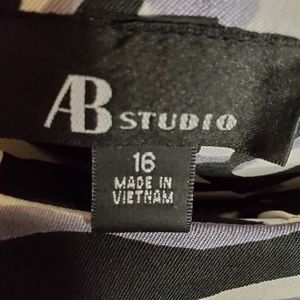 AB STUDIO
16
MADE IN
VIETNAM